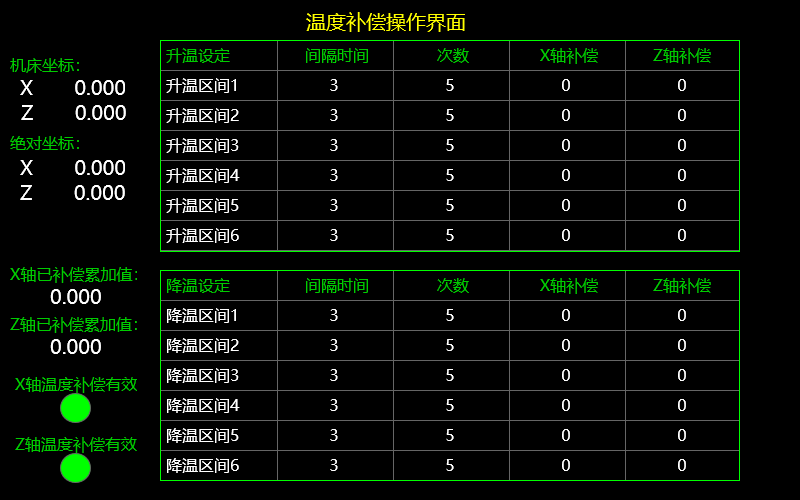 温度补偿操作界面
机床坐标：
X 0.000
Z 0.000
绝对坐标：
X 0.000
Z 0.000
X轴已补偿累加值：
0.000
Z轴已补偿累加值：
0.000
X轴温度补偿有效
Z轴温度补偿有效
升温设定 间隔时间 次数 X轴补偿 Z轴补偿
升温区间1 3 5 0 0
升温区间2 3 5 0 0
升温区间3 3 5 0 0
升温区间4 3 5 0 0
升温区间5 3 5 0 0
升温区间6 3 5 0 0
降温设定 间隔时间 次数 X轴补偿 Z轴补偿
降温区间1 3 5 0 0
降温区间2 3 5 0 0
降温区间3 3 5 0 0
降温区间4 3 5 0 0
降温区间5 3 5 0 0
降温区间6 3 5 0 0